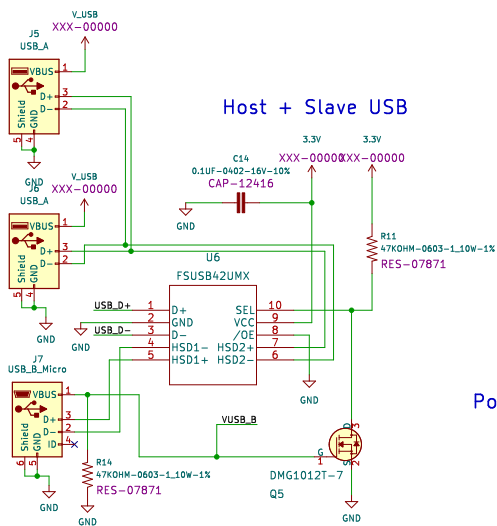 V_USB
XXX-00000
J5
USB_A
VBUS 1
D+ 3
D- 2
Shield
GND
5 4
GND
Host + Slave USB
V_USB
XXX-00000
J6
USB_A
VBUS 1
D+ 3
D- 2
Shield
GND
5 4
GND
3.3V
XXX-00000
3.3V
XXX-00000
C14
0.1UF-0402-16V-10%
CAP-12416
GND
R11
47KOHM-0603-1_10W-1%
RES-07871
U6
FSUSB42UMX
USB_D+ 1 D+
2 GND
USB_D- 3 D-
4 HSD1-
5 HSD1+
SEL 10
VCC 9
/OE 8
HSD2+ 7
HSD2- 6
GND
GND
J7
USB_B_Micro
VBUS 1
D+ 3
D- 2
ID 4
Shield
GND
6 5
GND
R14
47KOHM-0603-1_10W-1%
RES-07871
GND
VUSB_B
G 1
D 3
S 2
DMG1012T-7
Q5
GND
Po